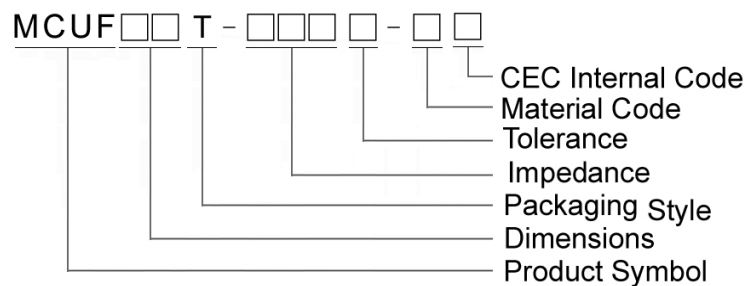 MCUF□□ T-□□□ □-□ □
CEC Internal Code
Material Code
Tolerance
Impedance
Packaging Style
Dimensions
Product Symbol